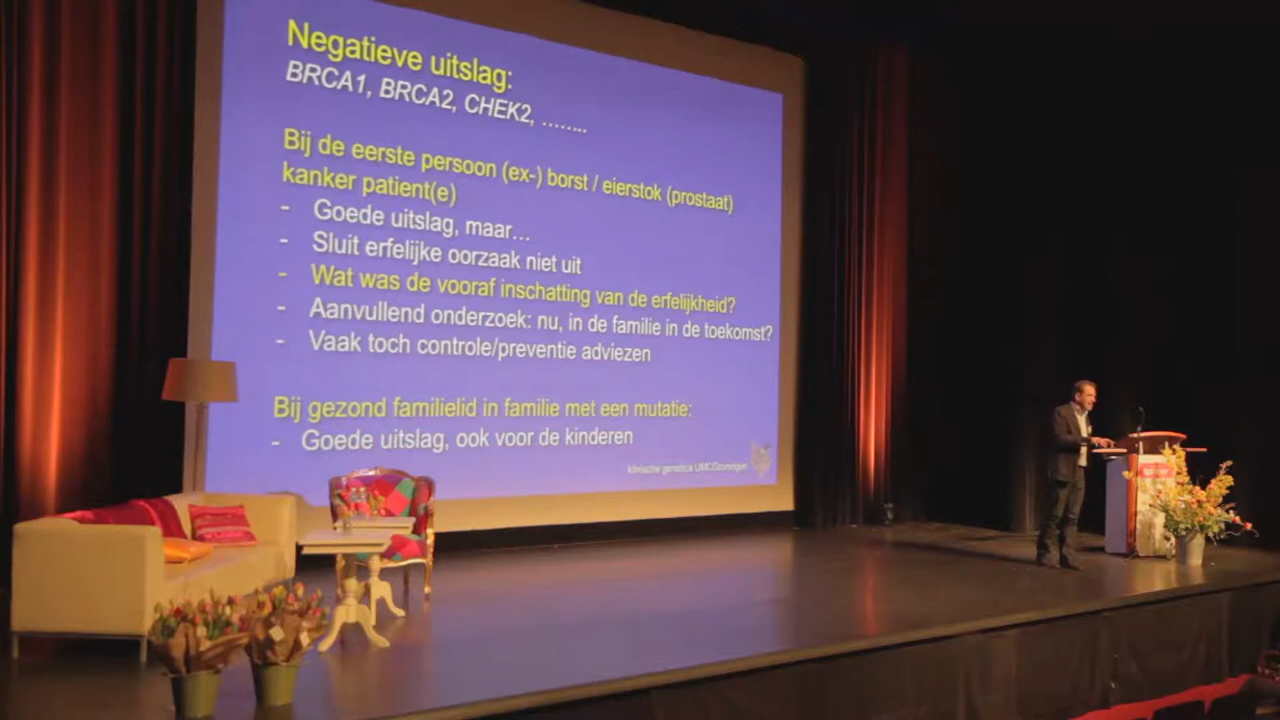 Negatieve uitslag:
BRCA1, BRCA2, CHEK2, ........
Bij de eerste persoon (ex-) borst / eierstok (prostaat)
kanker patient(e)
- Goede uitslag, maar...
- Sluit erfelijke oorzaak niet uit
- Wat was de vooraf inschatting van de erfelijkheid?
- Aanvullend onderzoek: nu, in de familie in de toekomst?
- Vaak toch controle/preventie adviezen
Bij gezond familielid in familie met een mutatie:
- Goede uitslag, ook voor de kinderen
klinische genetica UMCGroningen